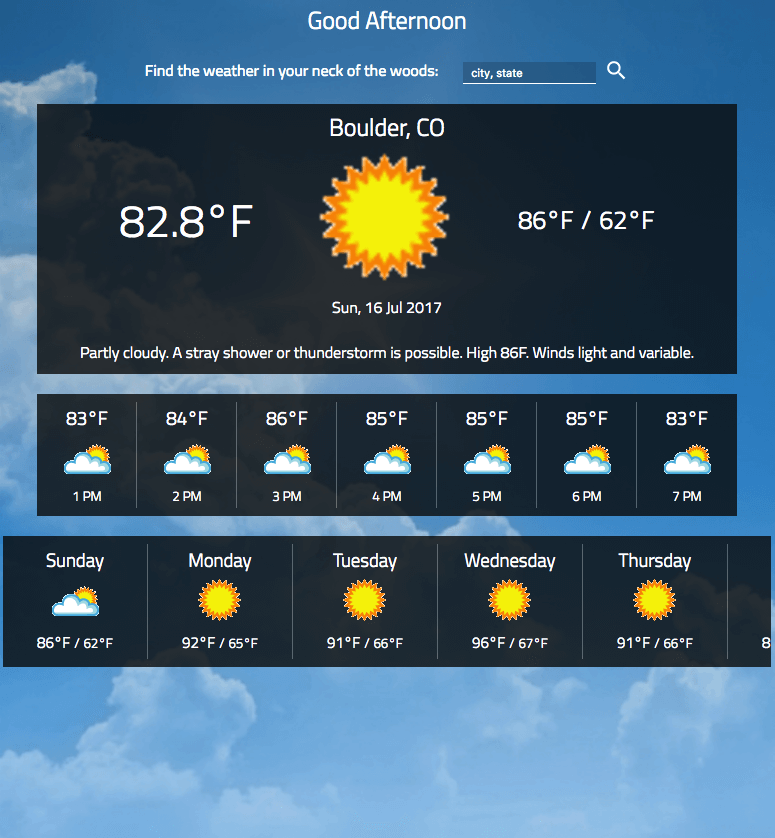 Good Afternoon
Find the weather in your neck of the woods: city, state
Boulder, CO
82.8°F 86°F / 62°F
Sun, 16 Jul 2017
Partly cloudy. A stray shower or thunderstorm is possible. High 86F. Winds light and variable.
83°F 84°F 86°F 85°F 85°F 85°F 83°F
1 PM 2 PM 3 PM 4 PM 5 PM 6 PM 7 PM
Sunday Monday Tuesday Wednesday Thursday
86°F / 62°F 92°F / 65°F 91°F / 66°F 96°F / 67°F 91°F / 66°F 8